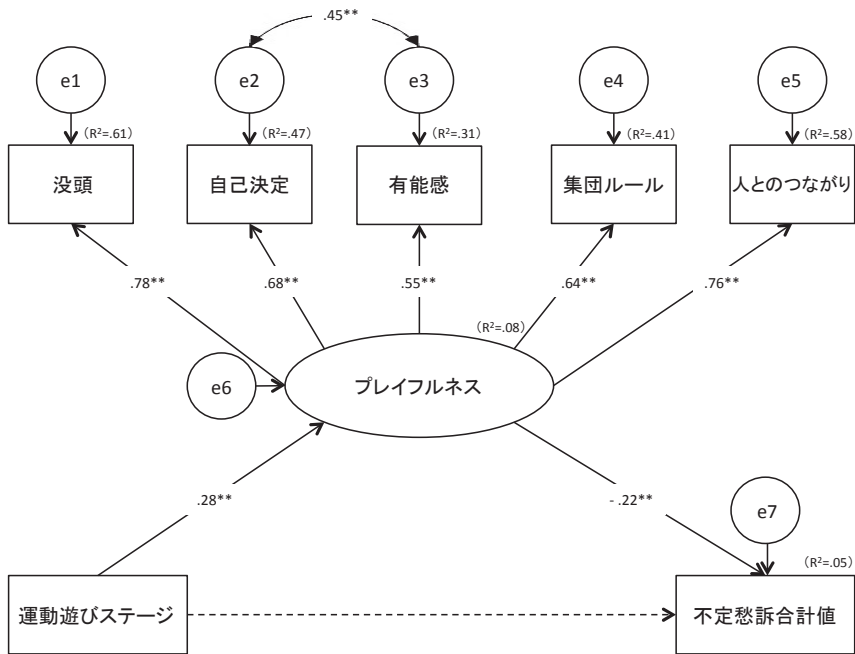 .45**
e1
e2
e3
e4
e5
(R²=.61)
(R²=.47)
(R²=.31)
(R²=.41)
(R²=.58)
没頭
自己決定
有能感
集団ルール
人とのつながり
.78**
.68**
.55**
.64**
.76**
(R²=.08)
e6
プレイフルネス
.28**
- .22**
e7
(R²=.05)
運動遊びステージ
不定愁訴合計値